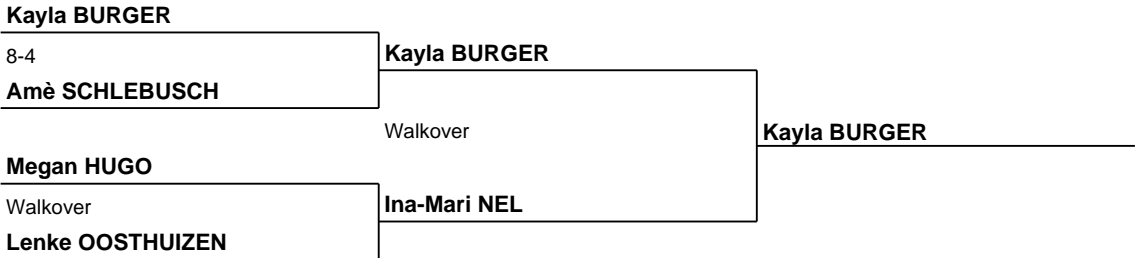 Kayla BURGER
8-4
Kayla BURGER
Amè SCHLEBUSCH
Walkover
Kayla BURGER
Megan HUGO
Walkover
Ina-Mari NEL
Lenke OOSTHUIZEN